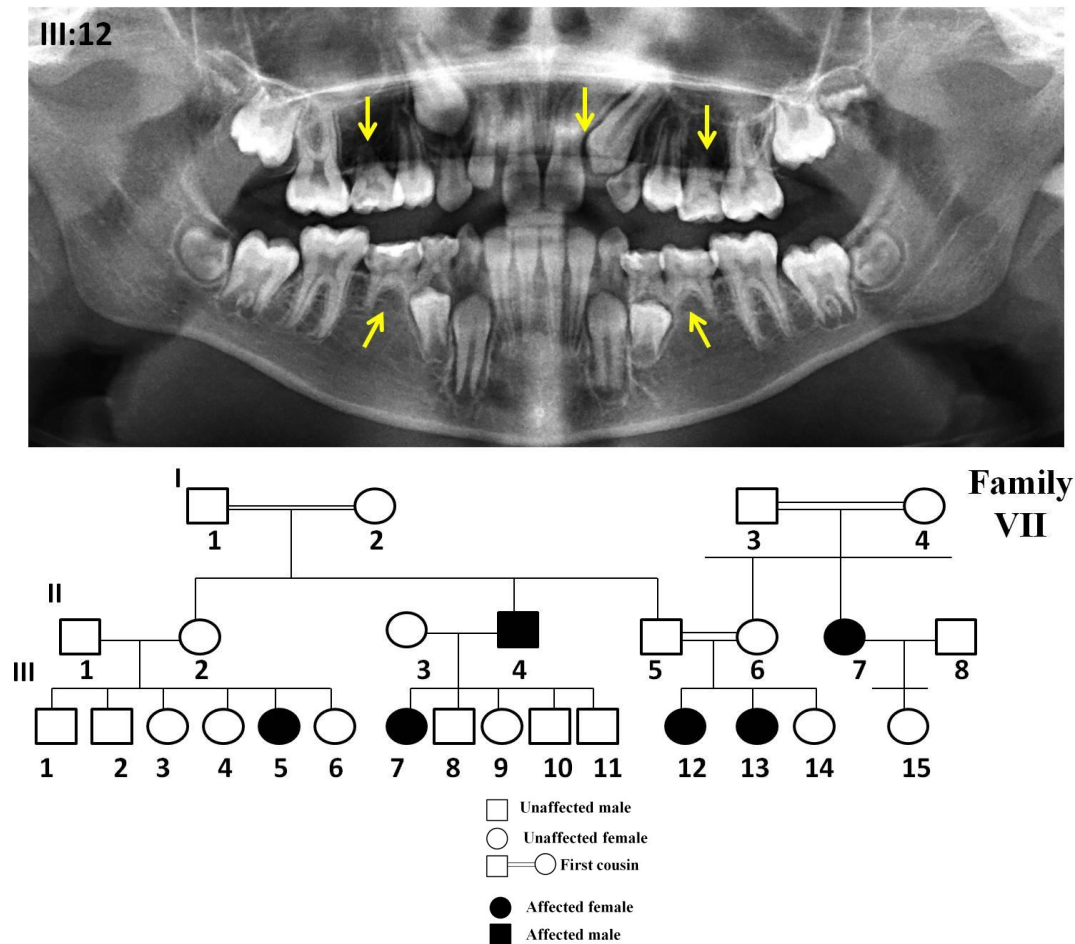 III:12
I
Family
VII
1 2 3 4
II
1 2 3 4 5 6 7 8
III
1 2 3 4 5 6 7 8 9 10 11 12 13 14 15
Unaffected male
Unaffected female
First cousin
Affected female
Affected male